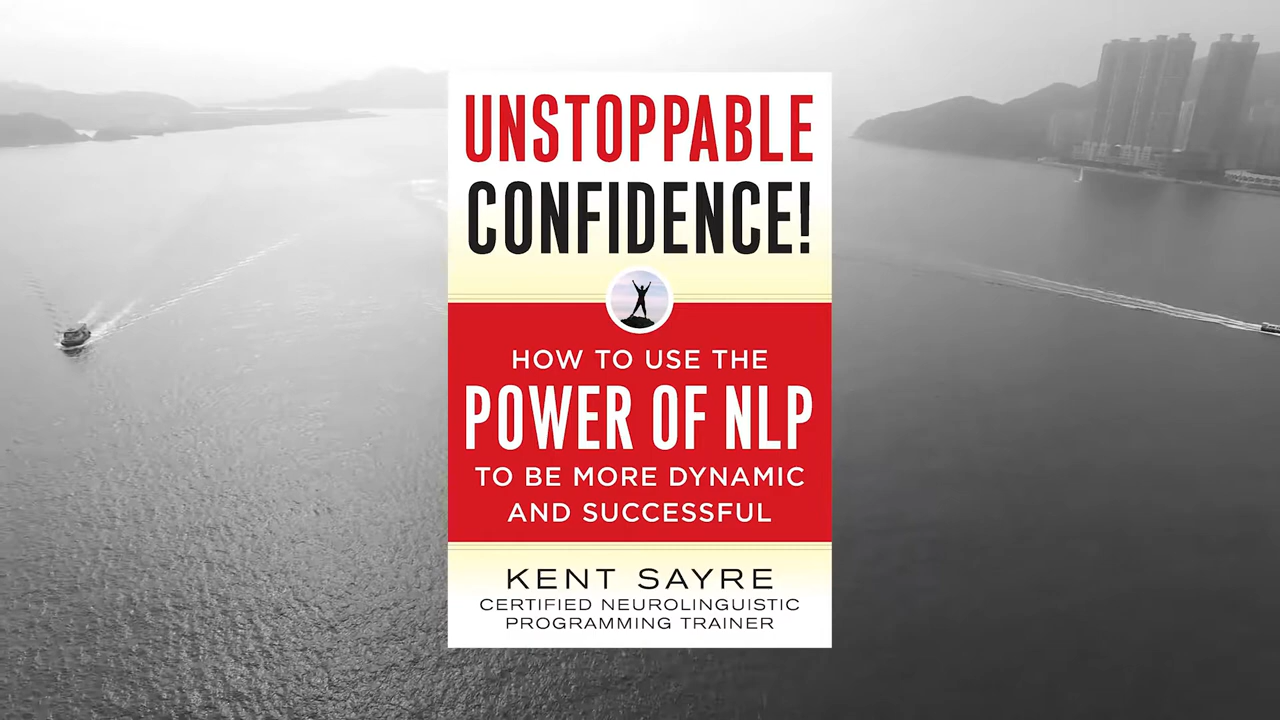 UNSTOPPABLE
CONFIDENCE!
HOW TO USE THE
POWER OF NLP
TO BE MORE DYNAMIC
AND SUCCESSFUL
KENT SAYRE
CERTIFIED NEUROLINGUISTIC
PROGRAMMING TRAINER